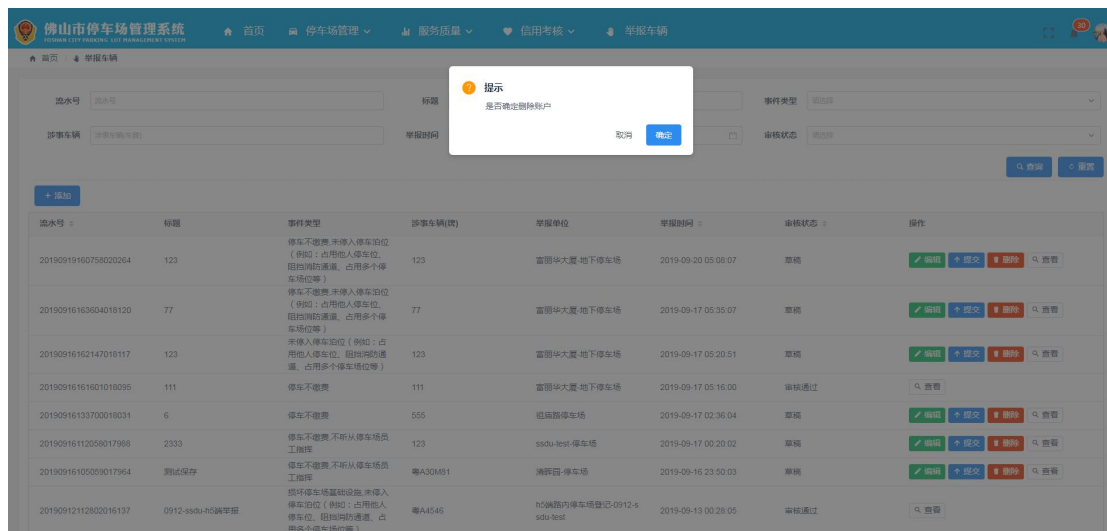 佛山市停车场管理系统
FOSHAN CITY PARKING LOT MANAGEMENT SYSTEM
首页
停车场管理
服务质量
信用考核
举报车辆
30
首页 / 举报车辆
流水号
流水号
标题
事件类型
请选择
涉事车辆
举报时间
审核状态
请选择
提示
是否确定删除账户
取消
确定
查询
重置
+ 添加
流水号
标题
事件类型
涉事车辆(牌)
举报单位
举报时间
审核状态
操作
20190919160758020264
123
停车不缴费,未停入停车泊位
（例如：占用他人停车位、
阻挡消防通道、占用多个停
车场位等）
123
富丽华大厦-地下停车场
2019-09-20 05:08:07
草稿
编辑
提交
删除
查看
20190916163604018120
77
停车不缴费,未停入停车泊位
（例如：占用他人停车位、
阻挡消防通道、占用多个停
车场位等）
77
富丽华大厦-地下停车场
2019-09-17 05:35:07
草稿
编辑
提交
删除
查看
20190916162147018117
123
未停入停车泊位（例如：占
用他人停车位、阻挡消防通
道、占用多个停车场位等）
123
富丽华大厦-地下停车场
2019-09-17 05:20:51
草稿
编辑
提交
删除
查看
20190916161601018095
111
停车不缴费
111
富丽华大厦-地下停车场
2019-09-17 05:16:00
审核通过
查看
20190916133700018031
6
停车不缴费
555
祖庙路停车场
2019-09-17 02:36:04
草稿
编辑
提交
删除
查看
20190916112058017988
2333
停车不缴费,不听从停车场员
工指挥
123
ssdu-test-停车场
2019-09-17 00:20:02
草稿
编辑
提交
删除
查看
20190916105059017964
测试保存
停车不缴费,不听从停车场员
工指挥
粤A30M81
清晖园-停车场
2019-09-16 23:50:03
草稿
编辑
提交
删除
查看
20190912112802016137
0912-ssdu-h5端举报
损坏停车场基础设施,未停入
停车泊位（例如：占用他人
停车位、阻挡消防通道、占
用多个停车场位等）
粤A4546
h5端路内停车场登记-0912-s
sdu-test
2019-09-13 00:28:05
审核通过
查看